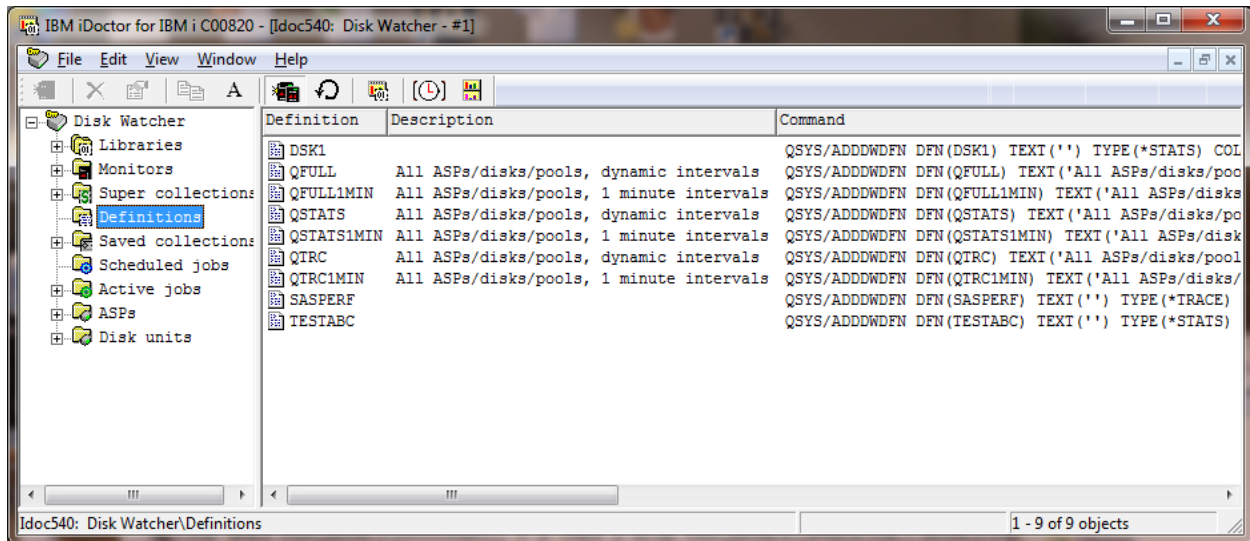 IBM iDoctor for IBM i C00820 - [Idoc540: Disk Watcher - #1]
File Edit View Window Help
A
Disk Watcher
Libraries
Monitors
Super collections
Definitions
Saved collections
Scheduled jobs
Active jobs
ASPs
Disk units
Definition Description Command
DSK1 QSYS/ADDDWDFN DFN(DSK1) TEXT('') TYPE(*STATS) COL
QFULL All ASPs/disks/pools, dynamic intervals QSYS/ADDDWDFN DFN(QFULL) TEXT('All ASPs/disks/poo
QFULL1MIN All ASPs/disks/pools, 1 minute intervals QSYS/ADDDWDFN DFN(QFULL1MIN) TEXT('All ASPs/disks
QSTATS All ASPs/disks/pools, dynamic intervals QSYS/ADDDWDFN DFN(QSTATS) TEXT('All ASPs/disks/po
QSTATS1MIN All ASPs/disks/pools, 1 minute intervals QSYS/ADDDWDFN DFN(QSTATS1MIN) TEXT('All ASPs/disk
QTRC All ASPs/disks/pools, dynamic intervals QSYS/ADDDWDFN DFN(QTRC) TEXT('All ASPs/disks/pool
QTRC1MIN All ASPs/disks/pools, 1 minute intervals QSYS/ADDDWDFN DFN(QTRC1MIN) TEXT('All ASPs/disks/
SASPERF QSYS/ADDDWDFN DFN(SASPERF) TEXT('') TYPE(*TRACE)
TESTABC QSYS/ADDDWDFN DFN(TESTABC) TEXT('') TYPE(*STATS)
Idoc540: Disk Watcher\Definitions
1 - 9 of 9 objects